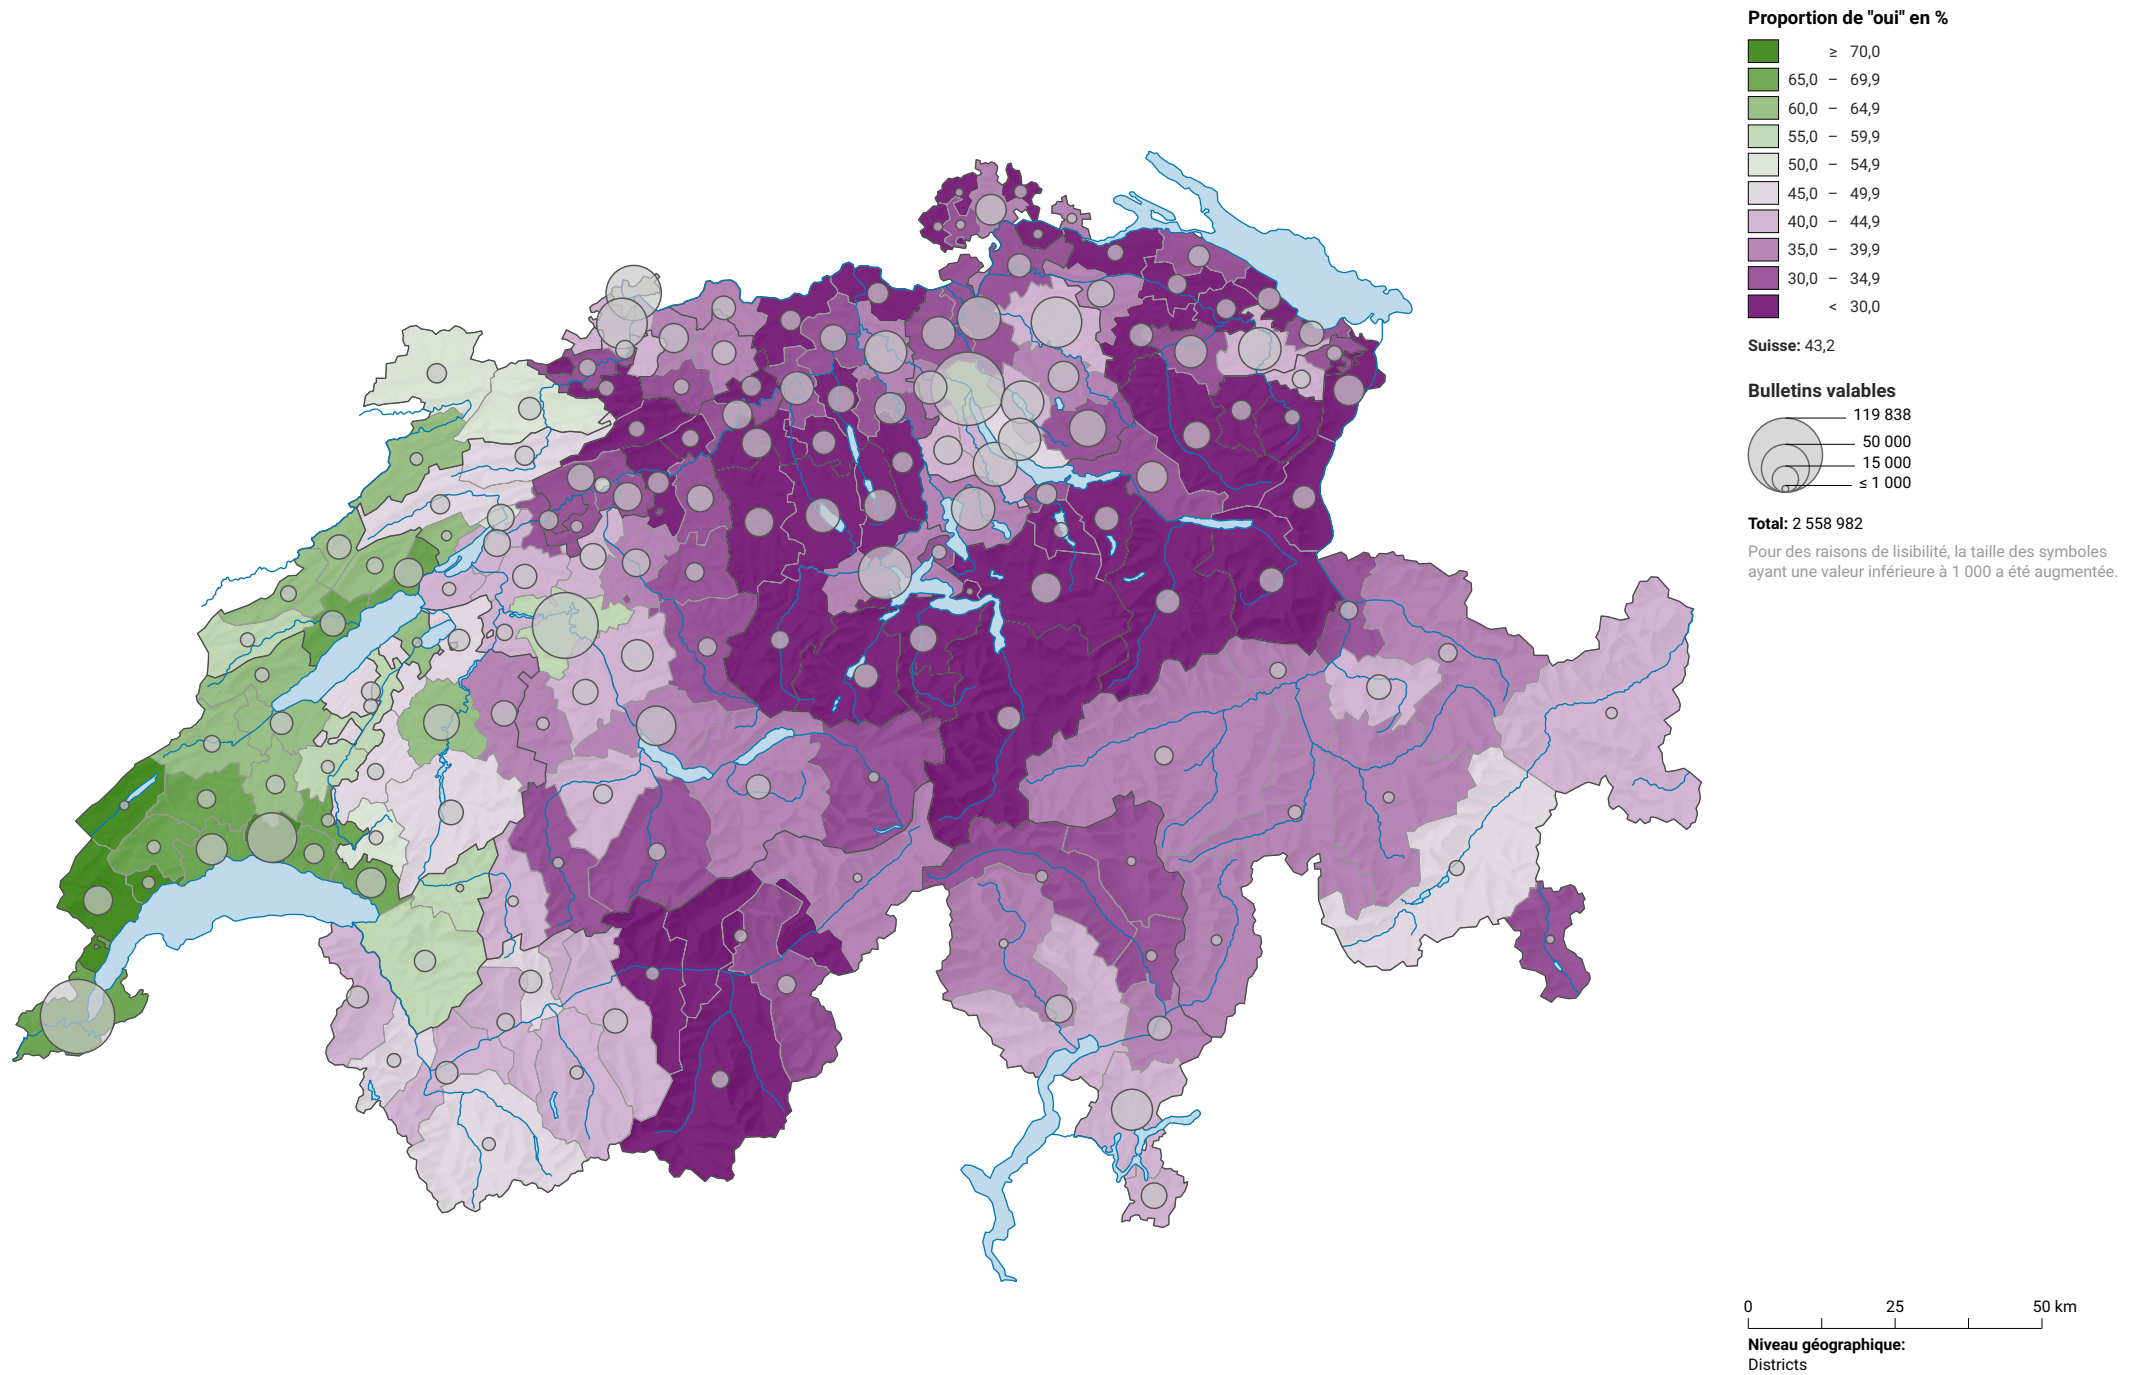 Proportion de "oui" en %
≥ 70,0
65,0 – 69,9
60,0 – 64,9
55,0 – 59,9
50,0 – 54,9
45,0 – 49,9
40,0 – 44,9
35,0 – 39,9
30,0 – 34,9
< 30,0
Suisse: 43,2
Bulletins valables
119 838
50 000
15 000
≤ 1 000
Total: 2 558 982
Pour des raisons de lisibilité, la taille des symboles
ayant une valeur inférieure à 1 000 a été augmentée.
0 25 50 km
Niveau géographique:
Districts